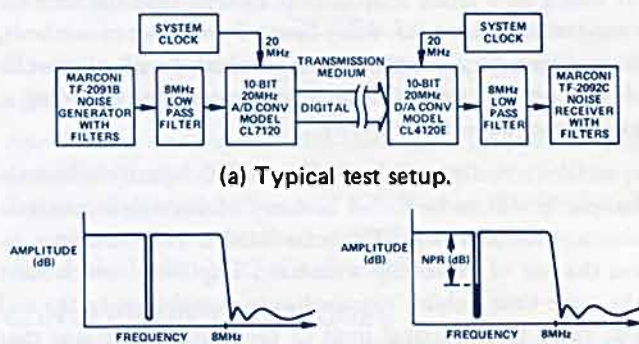 SYSTEM
CLOCK
SYSTEM
CLOCK
20
MHz
TRANSMISSION
MEDIUM
20
MHz
MARCONI
TF-2091B
NOISE
GENERATOR
WITH
FILTERS
8MHz
LOW
PASS
FILTER
10-BIT
20MHz
A/D CONV
MODEL
CL7120
DIGITAL
10-BIT
20MHz
D/A CONV
MODEL
CL4120E
8MHz
LOW
PASS
FILTER
MARCONI
TF-2092C
NOISE
RECEIVER
WITH
FILTERS
(a) Typical test setup.
AMPLITUDE
(dB)
FREQUENCY
8MHz
AMPLITUDE
(dB)
NPR (dB)
FREQUENCY
8MHz